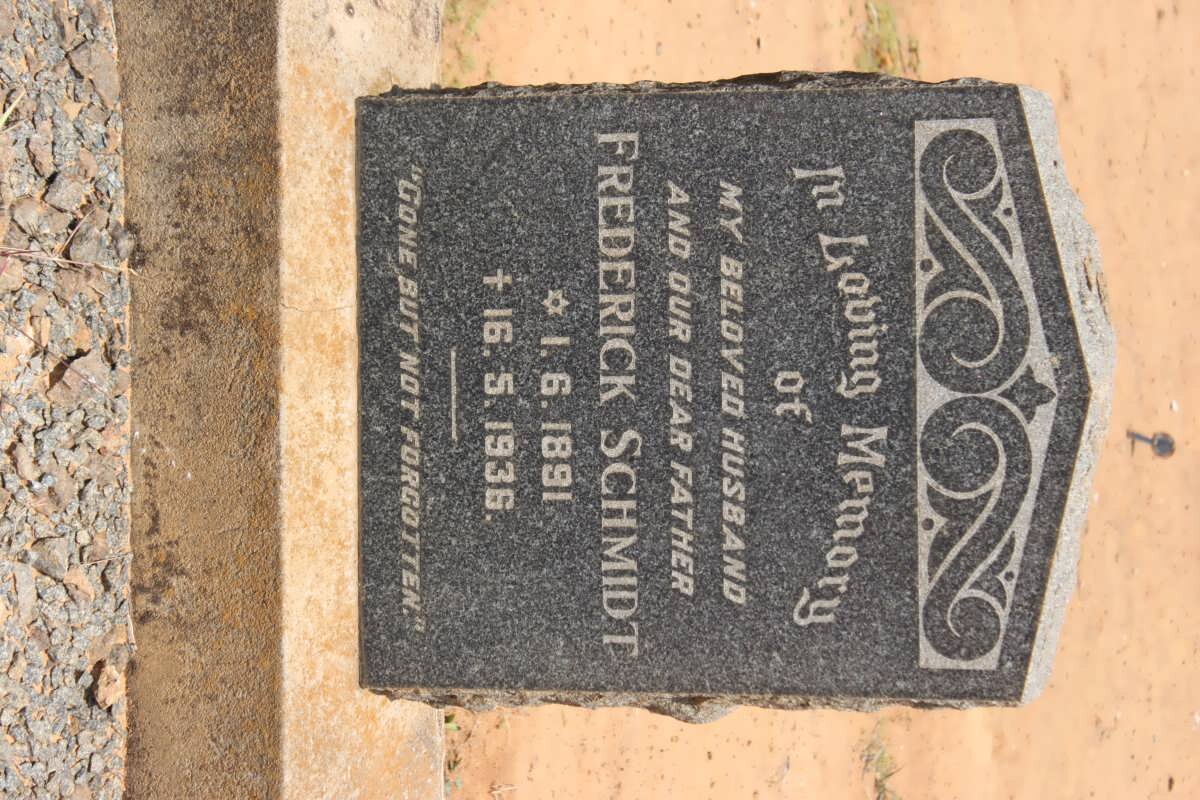 In Loving Memory
of
MY BELOVED HUSBAND
AND OUR DEAR FATHER
FREDERICK SCHMIDT
✡ 1. 6. 1891
✝ 16. 5. 1936.
"GONE BUT NOT FORGOTTEN."